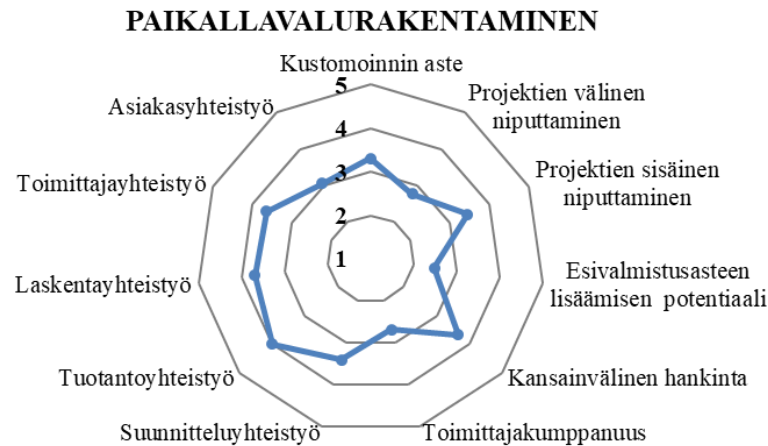 PAIKALLAVALURAKENTAMINEN
Kustomoinnin aste
Projektien välinen
niputtaminen
Projektien sisäinen
niputtaminen
Esivalmistusasteen
lisäämisen potentiaali
Kansainvälinen hankinta
Toimittajakumppanuus
Suunnitteluyhteistyö
Tuotantoyhteistyö
Laskentayhteistyö
Toimittajayhteistyö
Asiakasyhteistyö
5
4
3
2
1